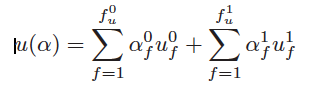 u(α) = ∑_{f=1}^{f_u^0} α_f^0 u_f^0 + ∑_{f=1}^{f_u^1} α_f^1 u_f^1